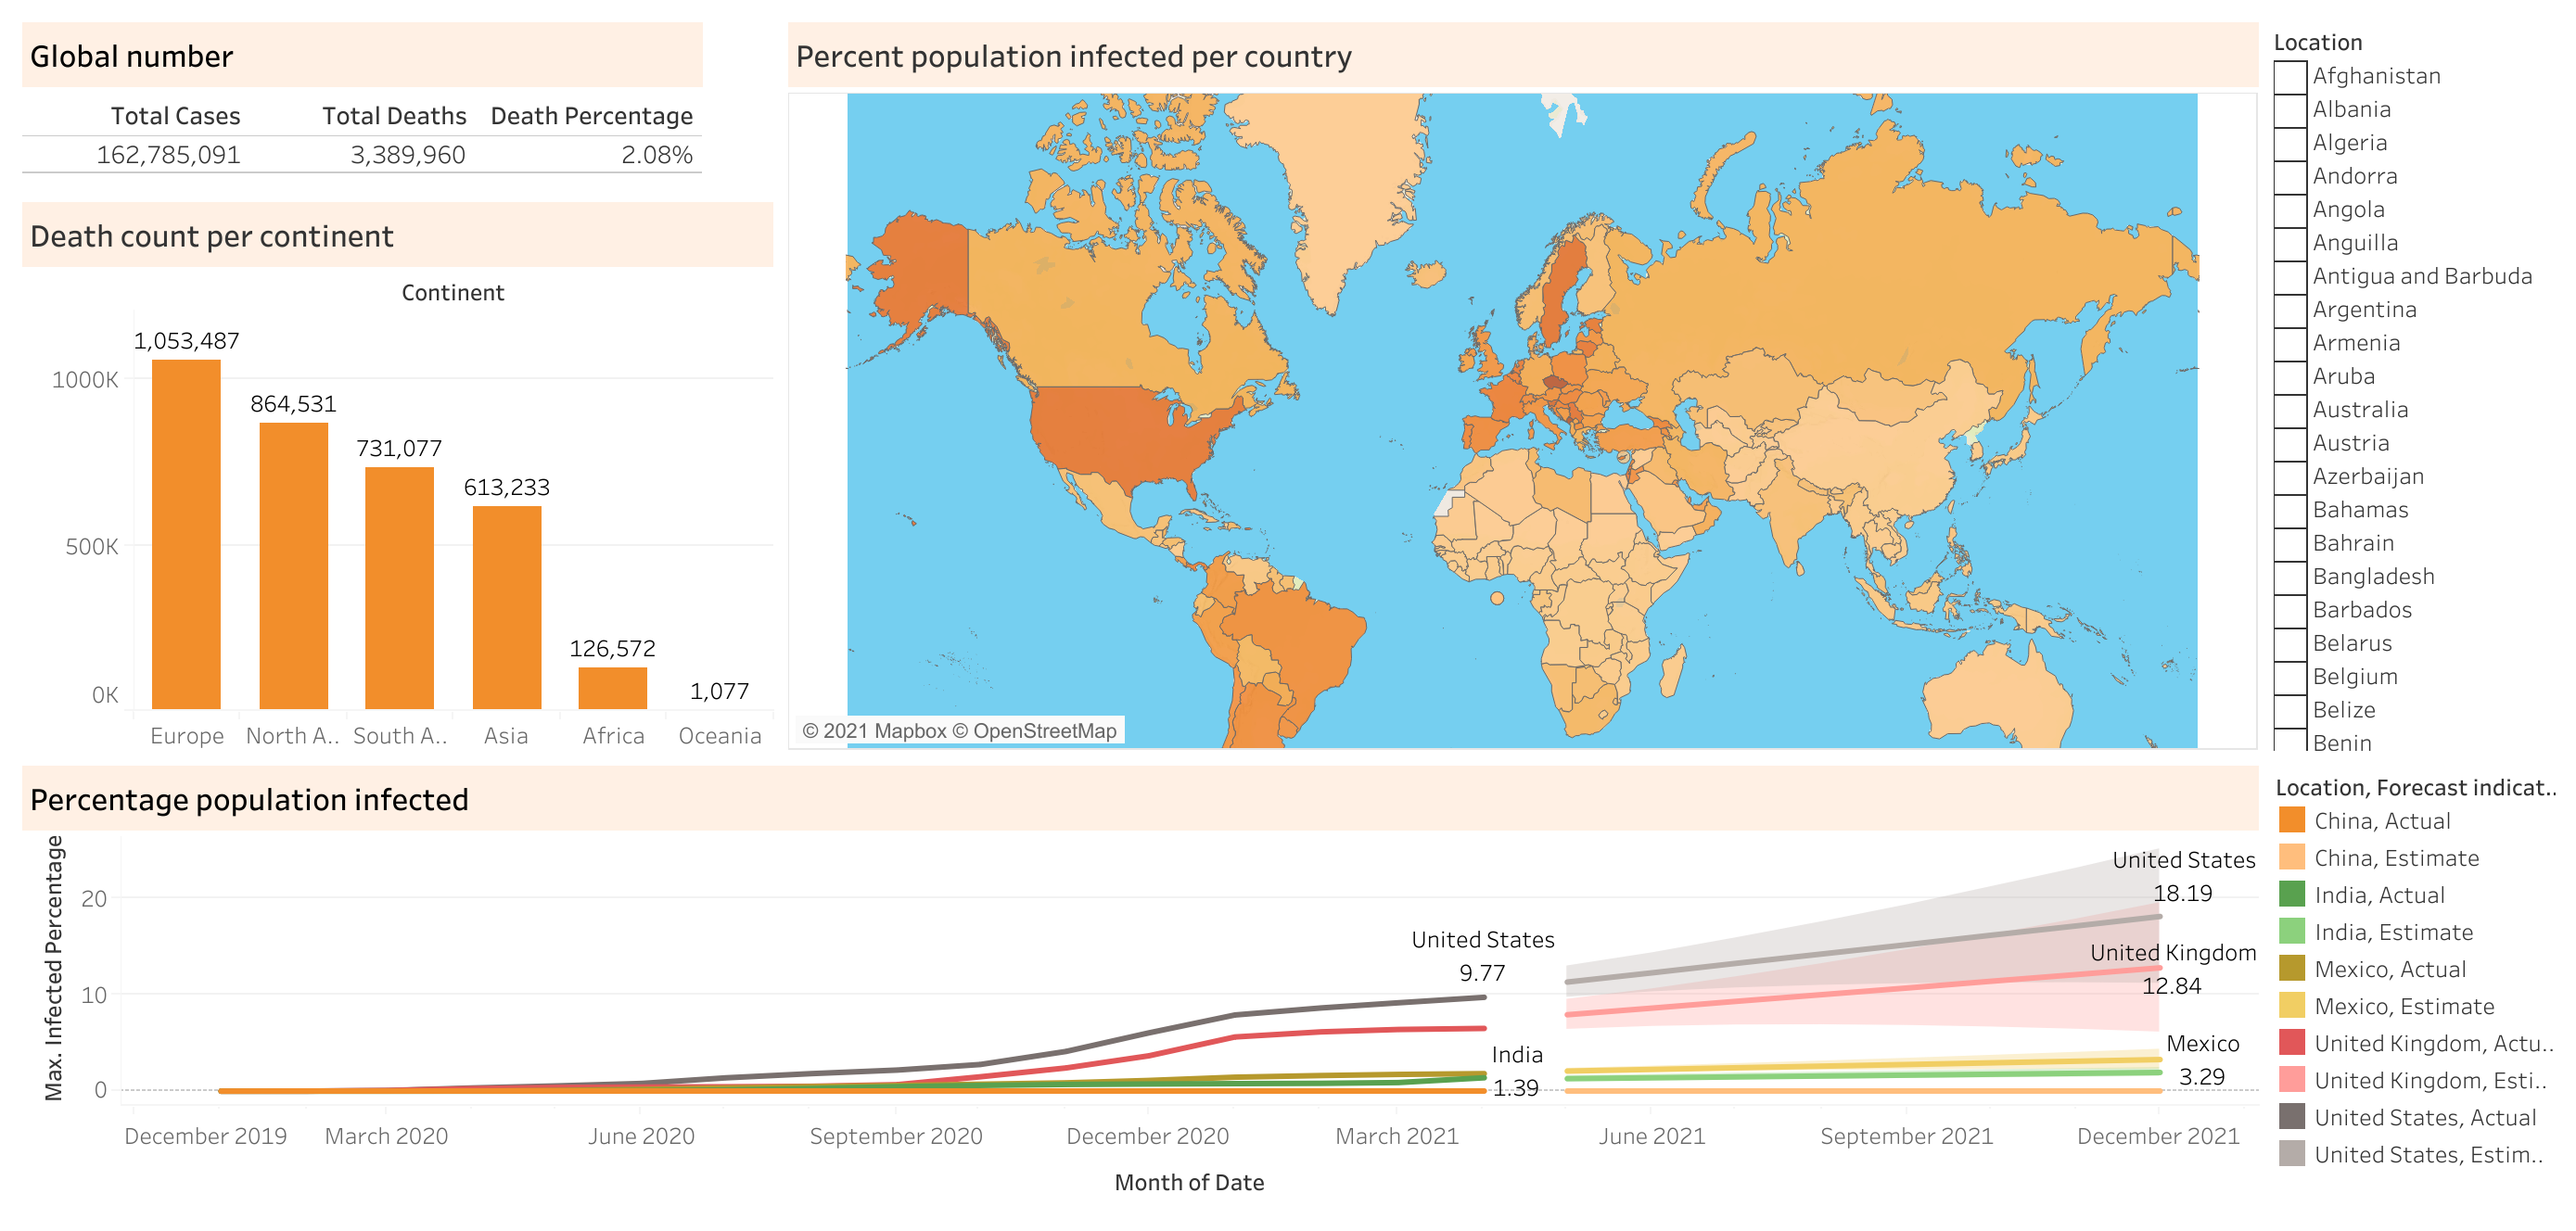 Global number
Total Cases Total Deaths Death Percentage
162,785,091 3,389,960 2.08%
Death count per continent
Continent
1,053,487
864,531
731,077
613,233
126,572
1,077
1000K
500K
0K
Europe North A.. South A.. Asia Africa Oceania
Percent population infected per country
© 2021 Mapbox © OpenStreetMap
Location
Afghanistan
Albania
Algeria
Andorra
Angola
Anguilla
Antigua and Barbuda
Argentina
Armenia
Aruba
Australia
Austria
Azerbaijan
Bahamas
Bahrain
Bangladesh
Barbados
Belarus
Belgium
Belize
Benin
Percentage population infected
Max. Infected Percentage
20
10
0
United States
9.77
India
1.39
United States
18.19
United Kingdom
12.84
Mexico
3.29
December 2019 March 2020 June 2020 September 2020 December 2020 March 2021 June 2021 September 2021 December 2021
Month of Date
Location, Forecast indicat..
China, Actual
China, Estimate
India, Actual
India, Estimate
Mexico, Actual
Mexico, Estimate
United Kingdom, Actu..
United Kingdom, Esti..
United States, Actual
United States, Estim..